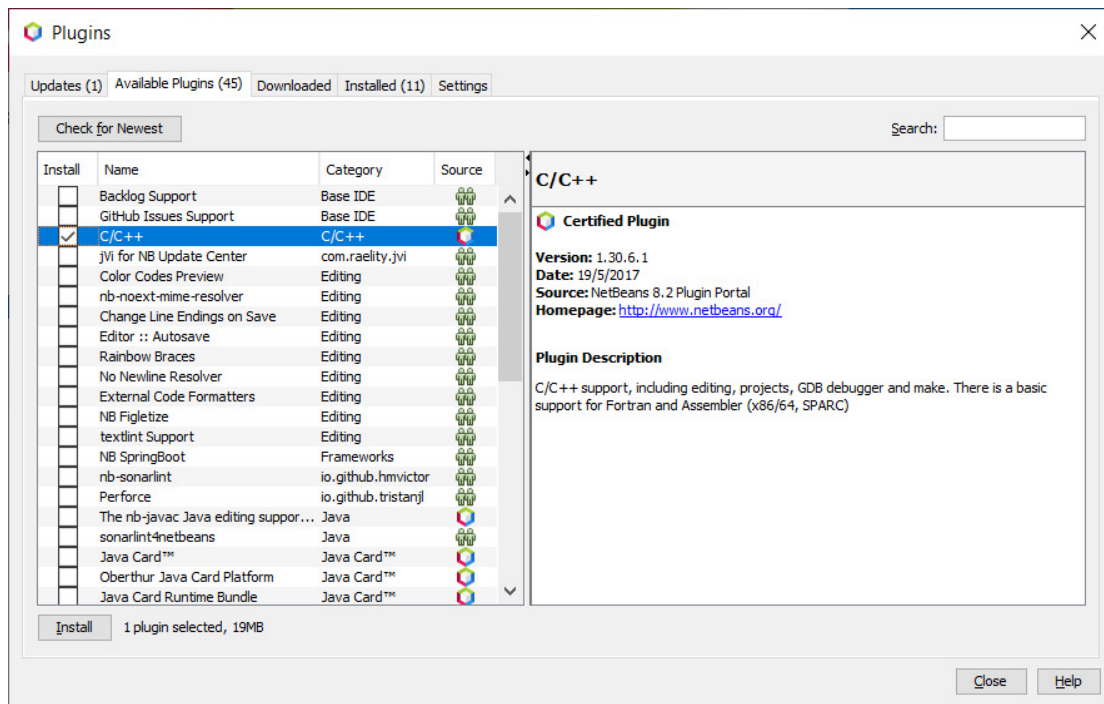 Plugins
Updates (1) Available Plugins (45) Downloaded Installed (11) Settings
Check for Newest Search:
Install Name Category Source
Backlog Support Base IDE
GitHub Issues Support Base IDE
C/C++ C/C++
jVi for NB Update Center com.raelity.jvi
Color Codes Preview Editing
nb-noext-mime-resolver Editing
Change Line Endings on Save Editing
Editor :: Autosave Editing
Rainbow Braces Editing
No Newline Resolver Editing
External Code Formatters Editing
NB Figletize Editing
textlint Support Editing
NB SpringBoot Frameworks
nb-sonarlint io.github.hmvictor
Perforce io.github.tristanjl
The nb-javac Java editing suppor... Java
sonarlint4netbeans Java
Java Card™ Java Card™
Oberthur Java Card Platform Java Card™
Java Card Runtime Bundle Java Card™
C/C++
Certified Plugin
Version: 1.30.6.1
Date: 19/5/2017
Source: NetBeans 8.2 Plugin Portal
Homepage: http://www.netbeans.org/
Plugin Description
C/C++ support, including editing, projects, GDB debugger and make. There is a basic
support for Fortran and Assembler (x86/64, SPARC)
Install 1 plugin selected, 19MB
Close Help